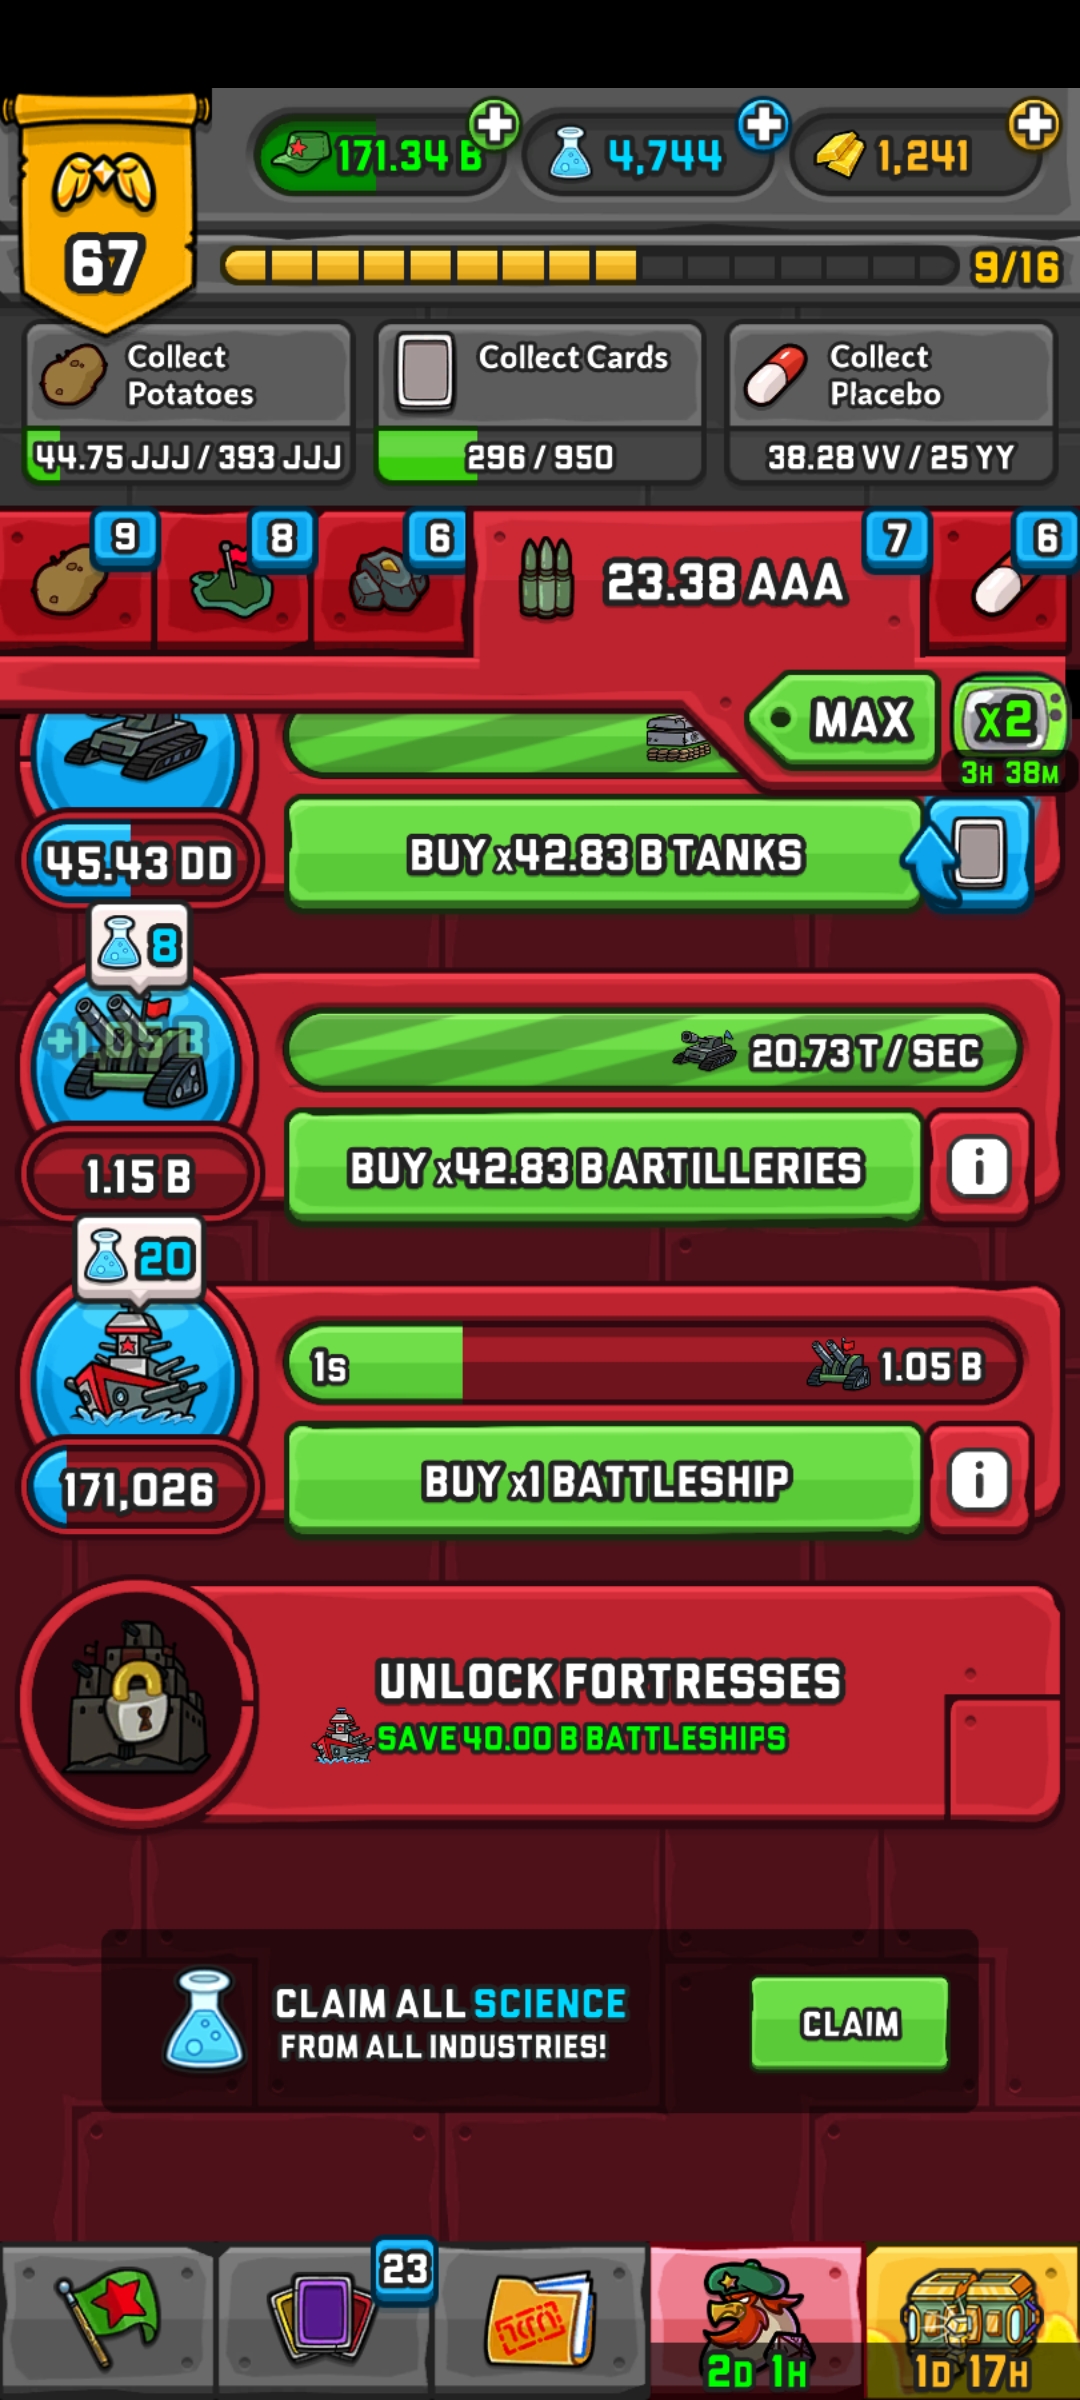 171.34 B
4,744
1,241
67
9/16
Collect
Potatoes
44.75 JJJ / 393 JJJ
Collect Cards
296 / 950
Collect
Placebo
38.28 VV / 25 YY
9
8
6
23.38 AAA
7
6
MAX
x2
3H 38M
45.43 DD
BUY x42.83 B TANKS
8
+1.05 B
20.73 T / SEC
1.15 B
BUY x42.83 B ARTILLERIES
i
20
1s
1.05 B
171,026
BUY x1 BATTLESHIP
i
UNLOCK FORTRESSES
SAVE 40.00 B BATTLESHIPS
CLAIM ALL SCIENCE
FROM ALL INDUSTRIES!
CLAIM
23
2D 1H
1D 17H